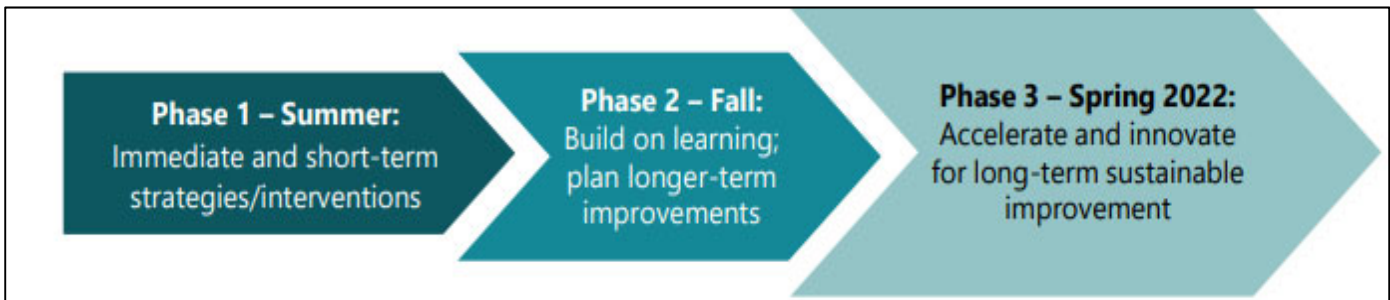 Phase 1 – Summer:
Immediate and short-term
strategies/interventions
Phase 2 – Fall:
Build on learning;
plan longer-term
improvements
Phase 3 – Spring 2022:
Accelerate and innovate
for long-term sustainable
improvement